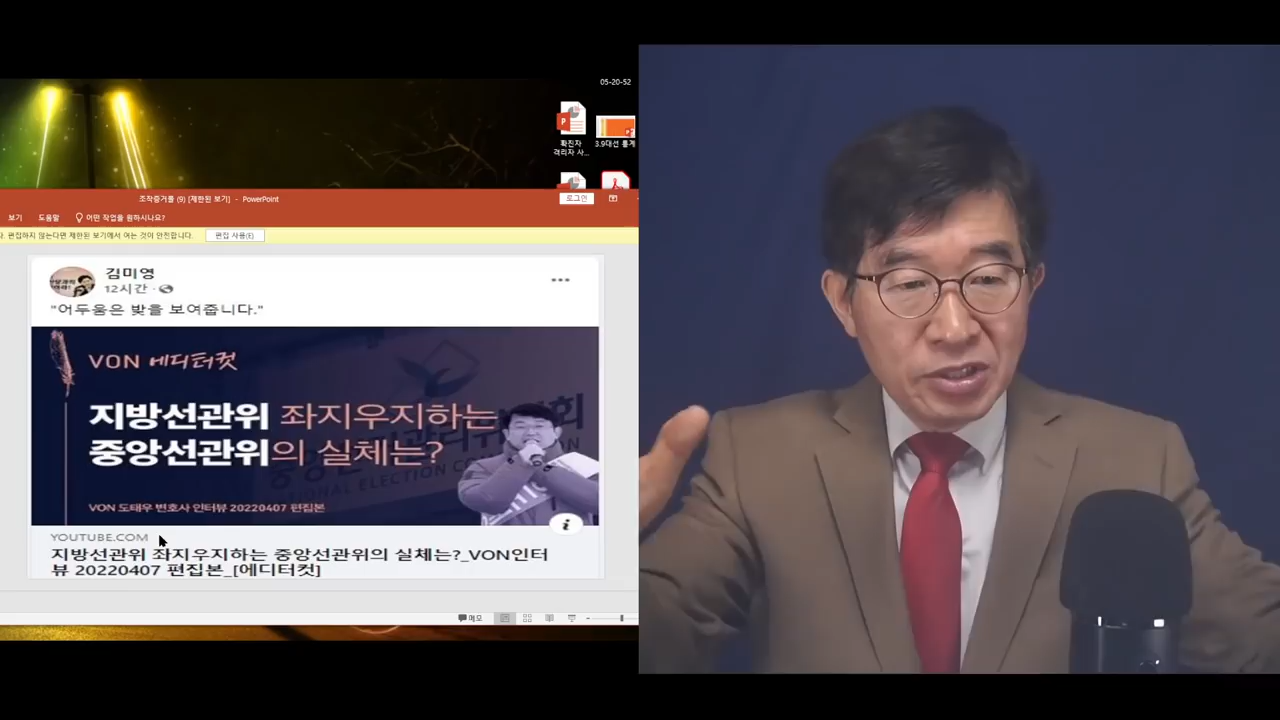 05-20-52
확진자
격리자 사...
3.9대선 통계
조작증거들 (9) [제한된 보기] - PowerPoint
로그인
보기 도움말 어떤 작업을 원하시나요?
편집하지 않는다면 제한된 보기에서 여는 것이 안전합니다. 편집 사용(E)
김미영
12시간 ·
"어두움은 빛을 보여줍니다."
VON 에디터컷
지방선관위 좌지우지하는
중앙선관위의 실체는?
VON 도태우 변호사 인터뷰 20220407 편집본
YOUTUBE.COM
지방선관위 좌지우지하는 중앙선관위의 실체는?_VON인터
뷰 20220407 편집본_[에디터컷]
메모